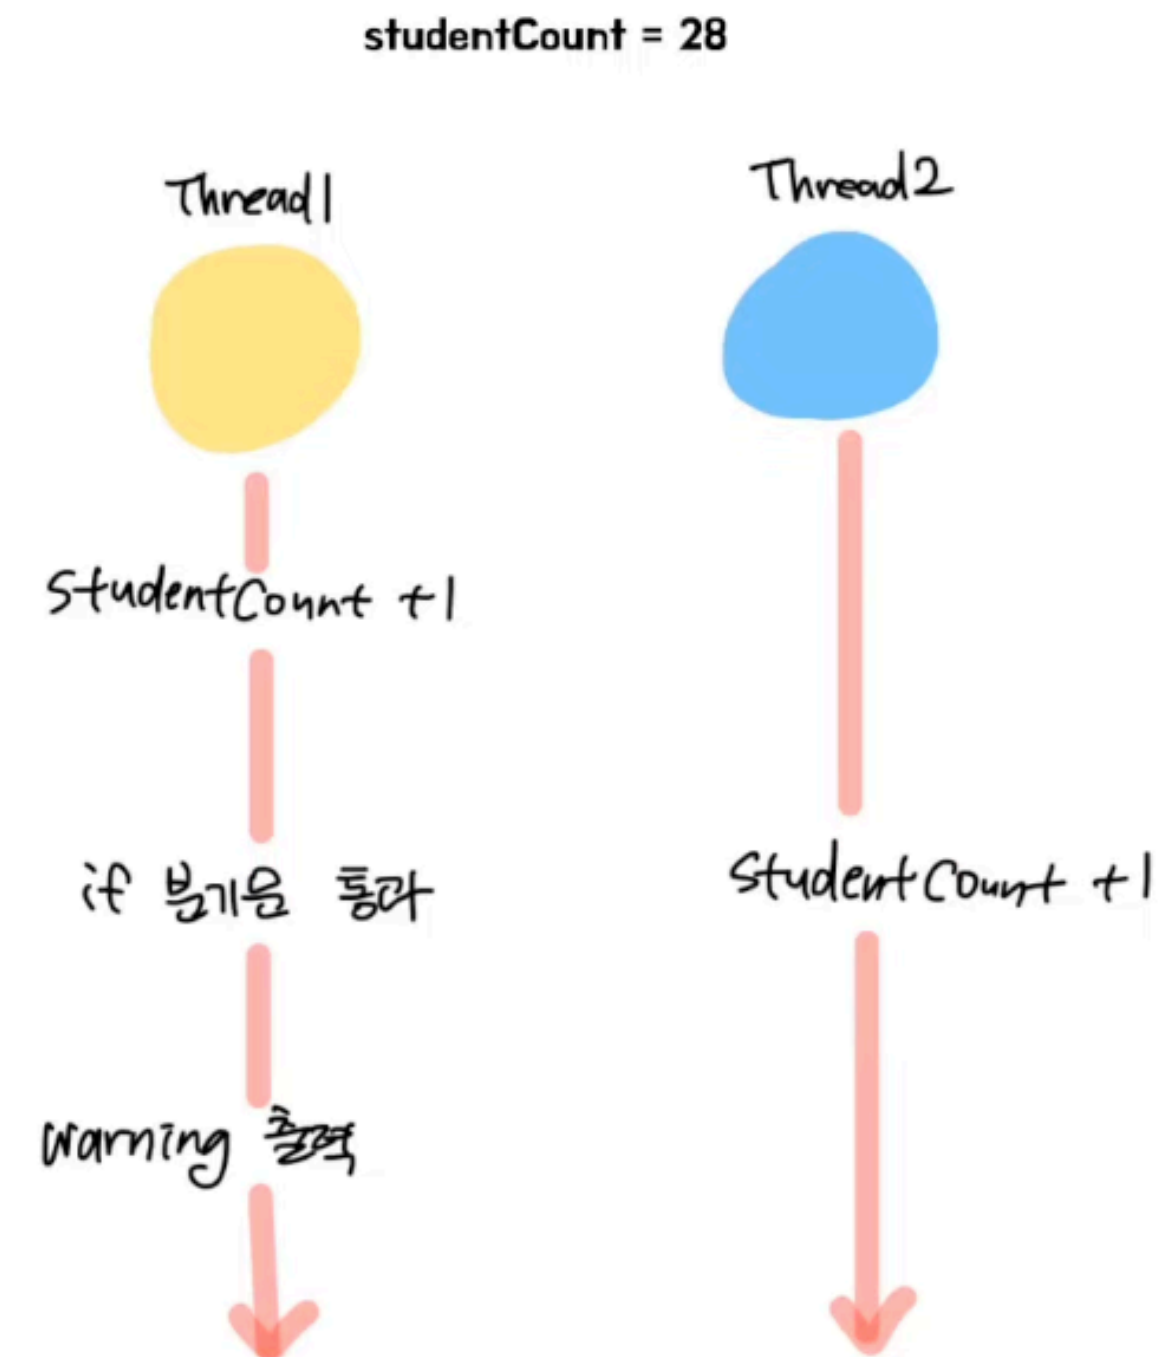 studentCount = 28
Thread1
Thread2
StudentCount +1
if 분기문 통과
StudentCount +1
warning 출력